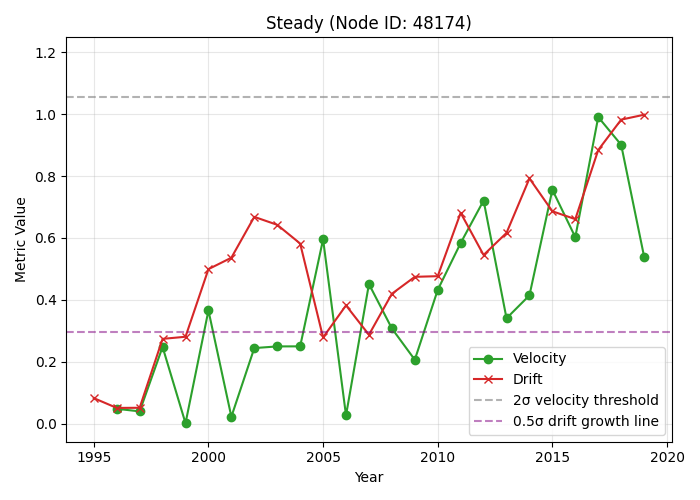 Steady (Node ID: 48174)
Metric Value
1.2
1.0
0.8
0.6
0.4
0.2
0.0
Velocity
Drift
2σ velocity threshold
0.5σ drift growth line
1995 2000 2005 2010 2015 2020
Year